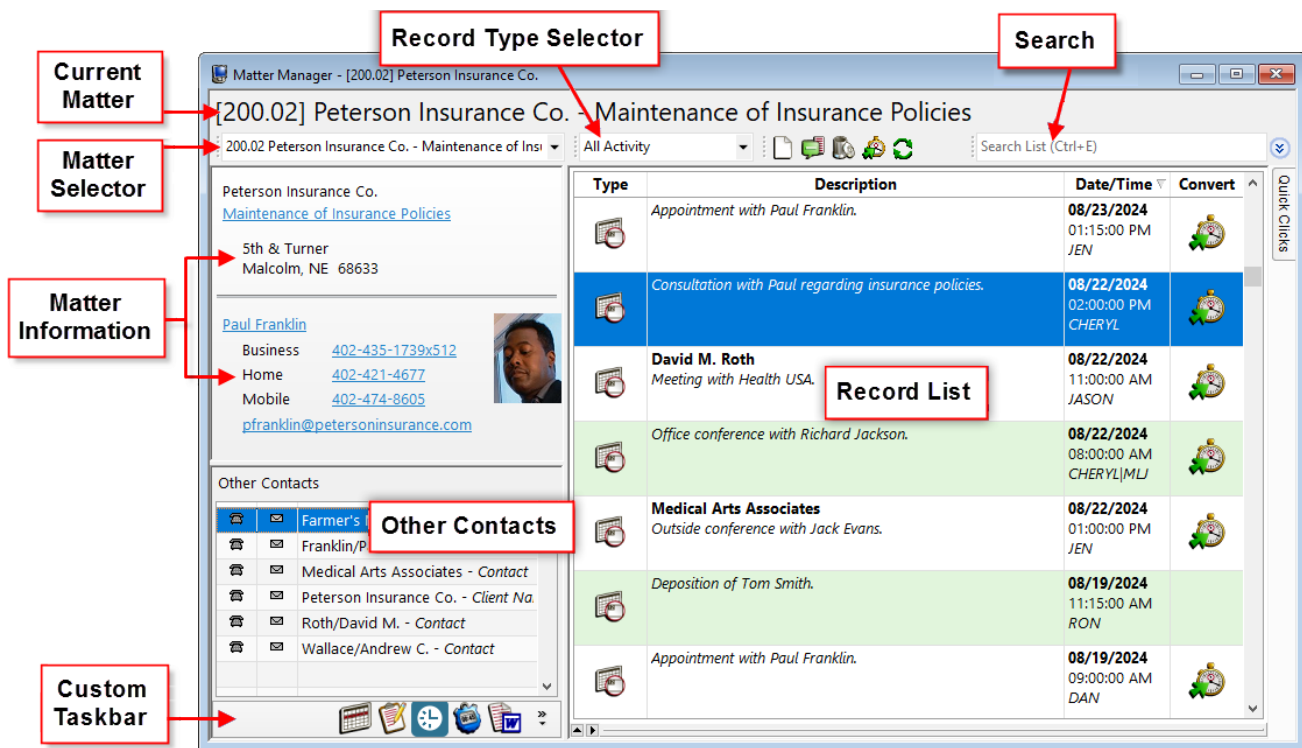 Record Type Selector
Search
Current
Matter
Matter Manager - [200.02] Peterson Insurance Co.
[200.02] Peterson Insurance Co. - Maintenance of Insurance Policies
Matter
Selector
200.02 Peterson Insurance Co. - Maintenance of Insu
All Activity
Search List (Ctrl+E)
Quick Clicks
Peterson Insurance Co.
Maintenance of Insurance Policies
5th & Turner
Malcolm, NE 68633
Matter
Information
Paul Franklin
Business 402-435-1739x512
Home 402-421-4677
Mobile 402-474-8605
pfranklin@petersoninsurance.com
Other Contacts
Farmer's
Other Contacts
Franklin/P
Medical Arts Associates - Contact
Peterson Insurance Co. - Client Na
Roth/David M. - Contact
Wallace/Andrew C. - Contact
Custom
Taskbar
Type Description Date/Time Convert
Appointment with Paul Franklin. 08/23/2024
01:15:00 PM
JEN
Consultation with Paul regarding insurance policies. 08/22/2024
02:00:00 PM
CHERYL
David M. Roth 08/22/2024
Meeting with Health USA. 11:00:00 AM
JASON
Record List
Office conference with Richard Jackson. 08/22/2024
08:00:00 AM
CHERYL|MLJ
Medical Arts Associates 08/22/2024
Outside conference with Jack Evans. 01:00:00 PM
JEN
Deposition of Tom Smith. 08/19/2024
11:15:00 AM
RON
Appointment with Paul Franklin. 08/19/2024
09:00:00 AM
DAN